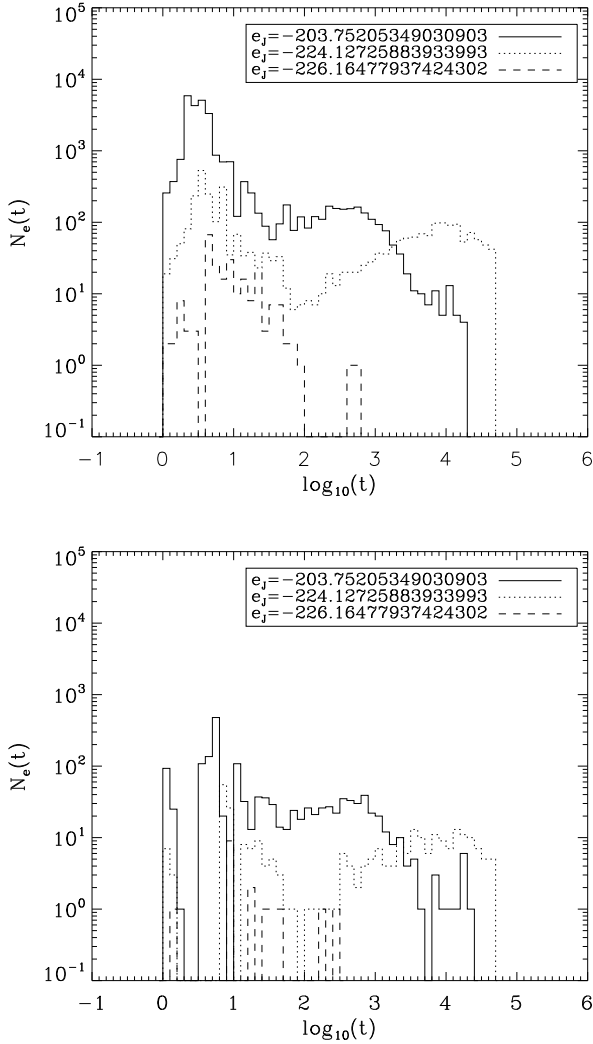 10^5
e_J=−203.75205349030903
e_J=−224.12725883933993
e_J=−226.16477937424302
10^4
10^3
N_e(t)
10^2
10^1
10^0
10^−1
−1 0 1 2 3 4 5 6
log_10(t)
10^5
e_J=−203.75205349030903
e_J=−224.12725883933993
e_J=−226.16477937424302
10^4
10^3
N_e(t)
10^2
10^1
10^0
10^−1
−1 0 1 2 3 4 5 6
log_10(t)